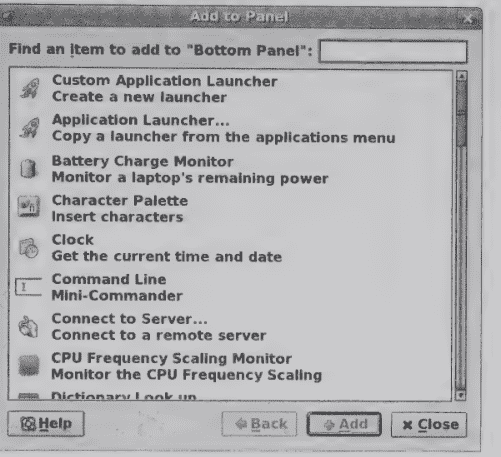 Add to Panel
Find an item to add to "Bottom Panel":
Custom Application Launcher
Create a new launcher
Application Launcher...
Copy a launcher from the applications menu
Battery Charge Monitor
Monitor a laptop's remaining power
Character Palette
Insert characters
Clock
Get the current time and date
Command Line
Mini-Commander
Connect to Server...
Connect to a remote server
CPU Frequency Scaling Monitor
Monitor the CPU Frequency Scaling
Dictionary Look up
Help
Back
Add
Close